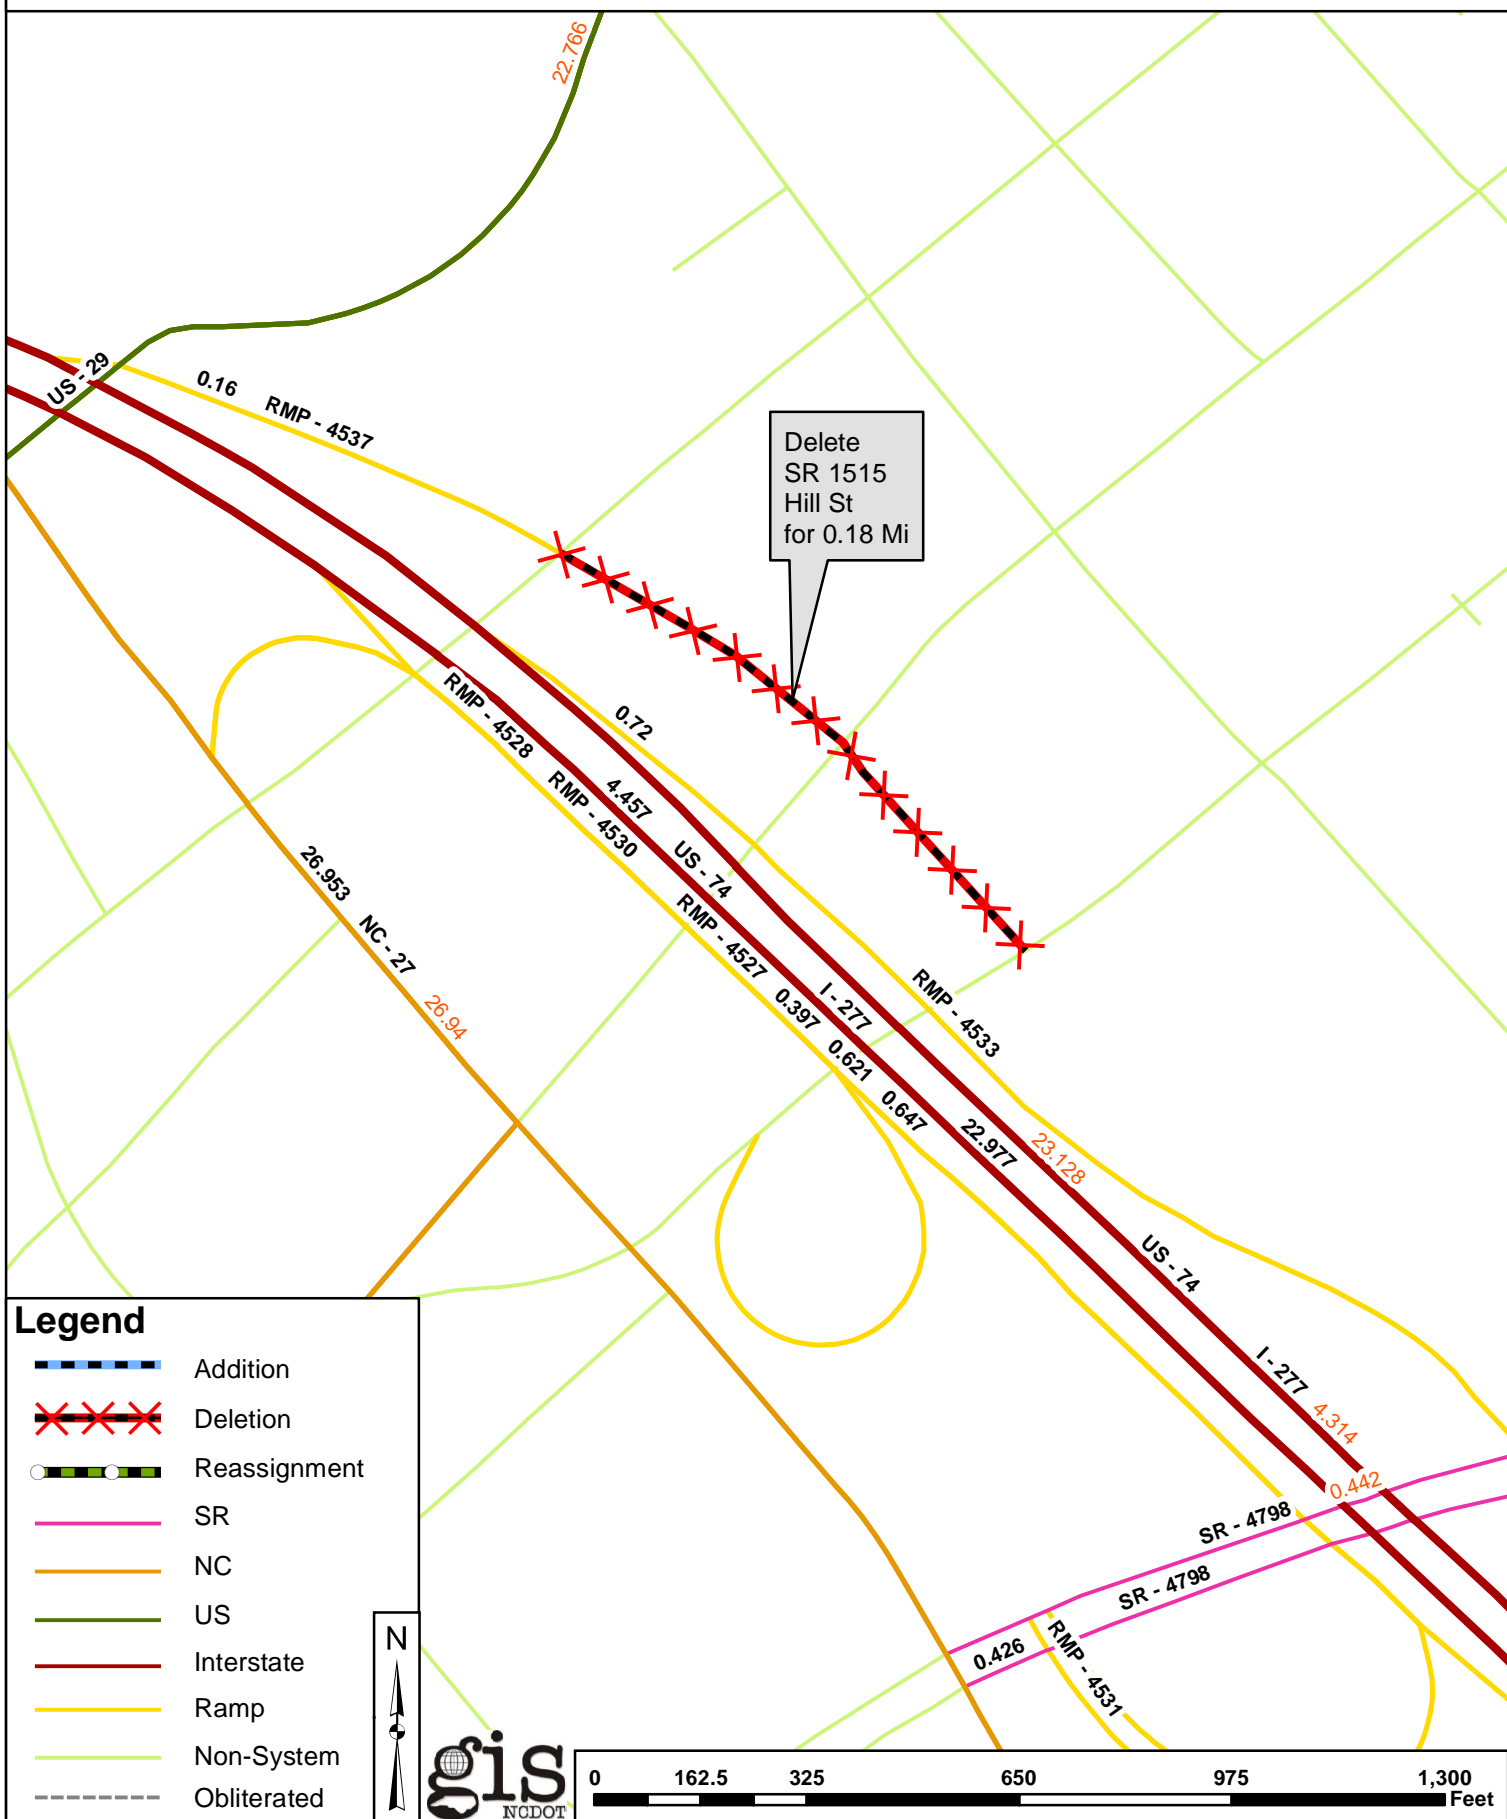 22.766
US - 29
0.16 RMP - 4537
Delete
SR 1515
Hill St
for 0.18 Mi
RMP - 4528
0.72
RMP - 4530
4.457
US - 74
26.953 NC - 27 26.94
RMP - 4527 0.397 0.621 0.647
I - 277
RMP - 4533
22.977
23.128
US - 74
I - 277 4.314
0.442
SR - 4798
SR - 4798
0.426
RMP - 4531
Legend
Addition
Deletion
Reassignment
SR
NC
US
Interstate
Ramp
Non-System
Obliterated
N
gis
NCDOT
0 162.5 325 650 975 1,300
Feet